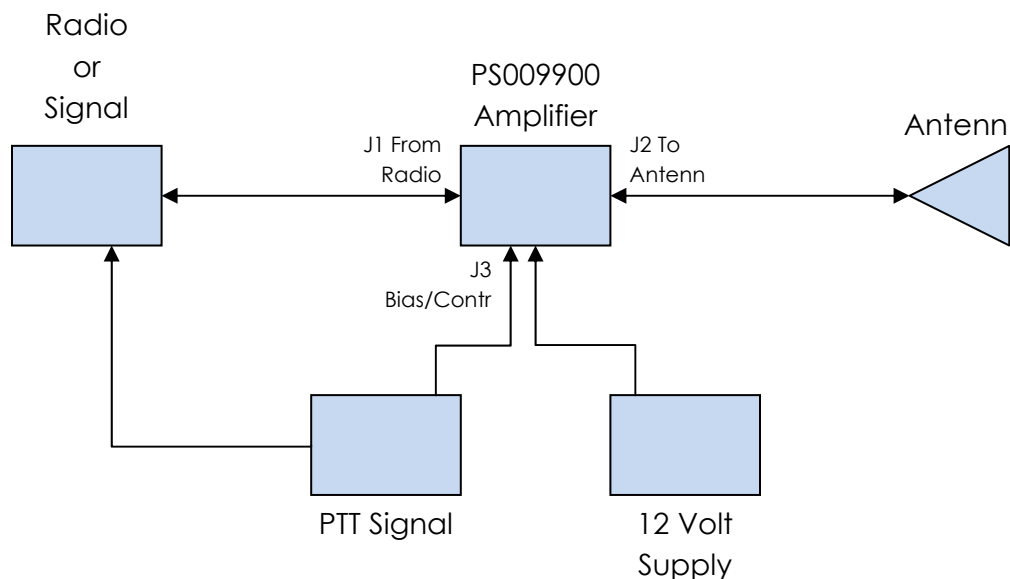 Radio
or
Signal
PS009900
Amplifier
Antenn
J1 From
Radio
J2 To
Antenn
J3
Bias/Contr
PTT Signal
12 Volt
Supply